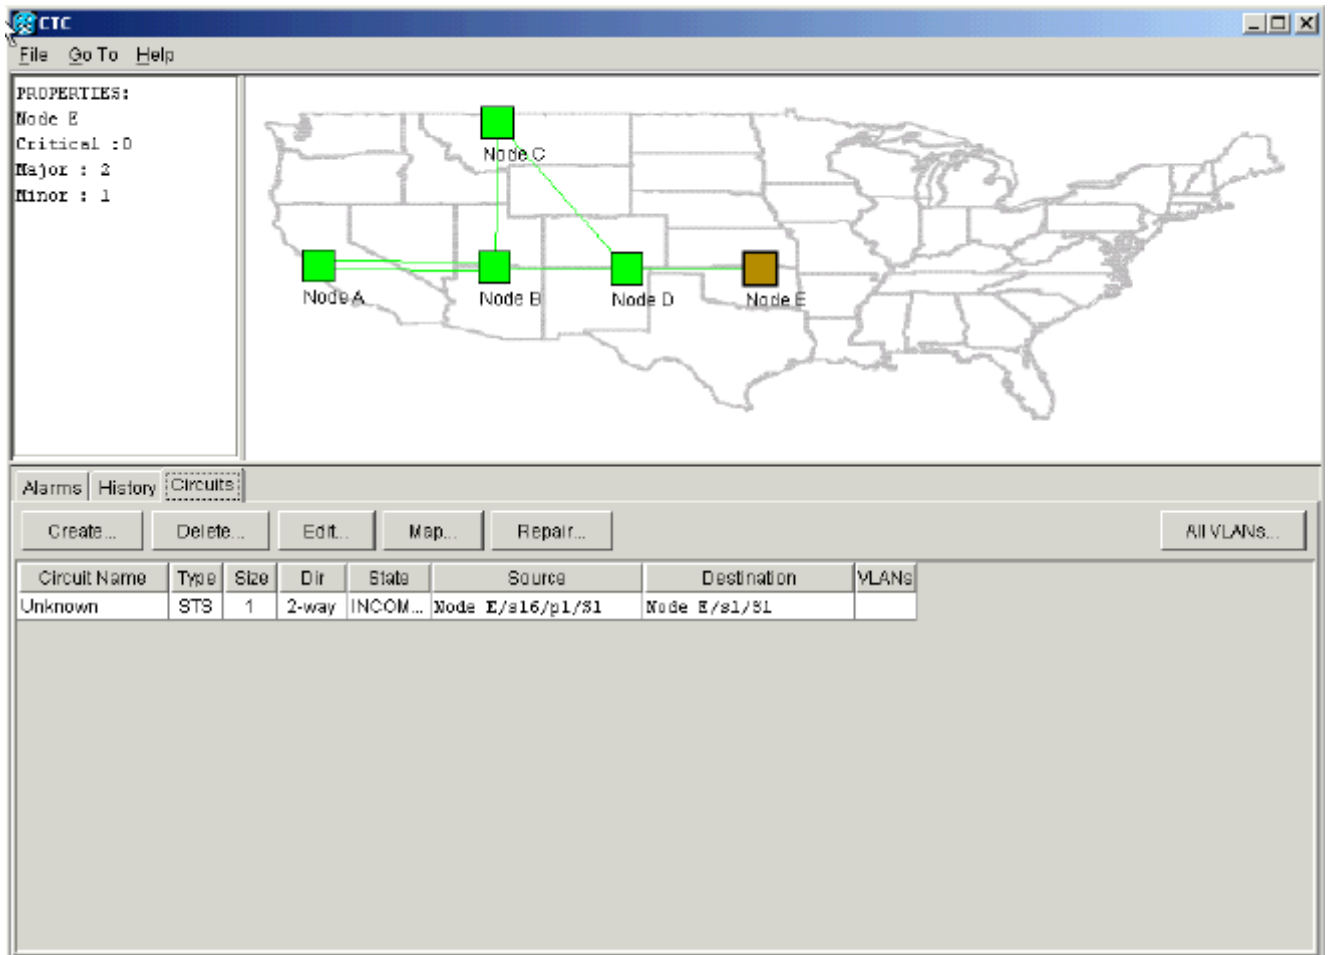 CTC
File Go To Help
PROPERTIES:
Node E
Critical :0
Major : 2
Minor : 1
Node C
Node A
Node B
Node D
Node E
Alarms History Circuits
Create... Delete... Edit... Map... Repair... All VLANs...
Circuit Name Type Size Dir State Source Destination VLANs
Unknown STS 1 2-way INCOM... Node E/s16/p1/S1 Node E/s1/S1